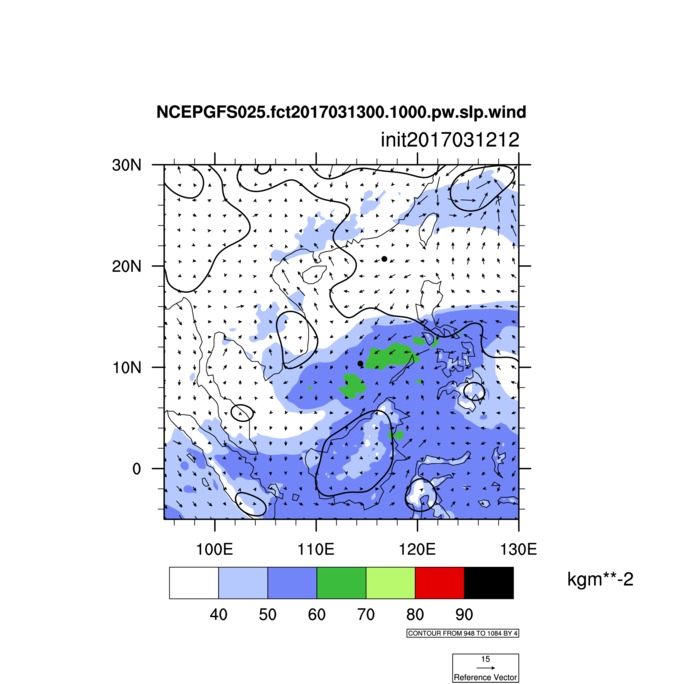 NCEPGFS025.fct2017031300.1000.pw.slp.wind
init2017031212
30N
20N
10N
0
100E 110E 120E 130E
kgm**-2
40 50 60 70 80 90
CONTOUR FROM 948 TO 1084 BY 4
15
Reference Vector